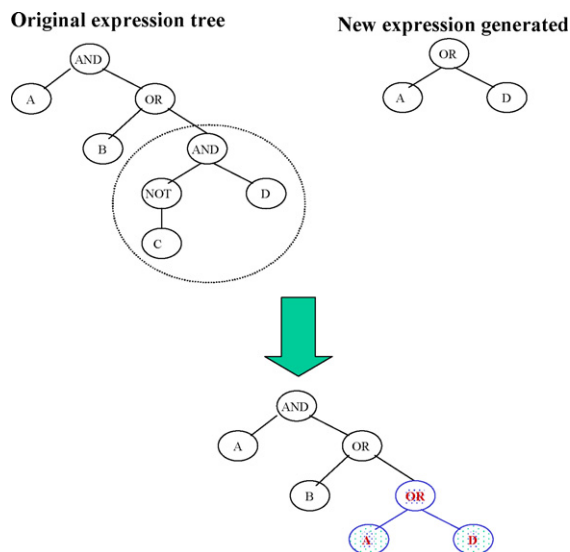 Original expression tree
New expression generated
AND
OR
A
OR
A
D
B
AND
NOT
D
C
AND
A
OR
B
OR
A
D